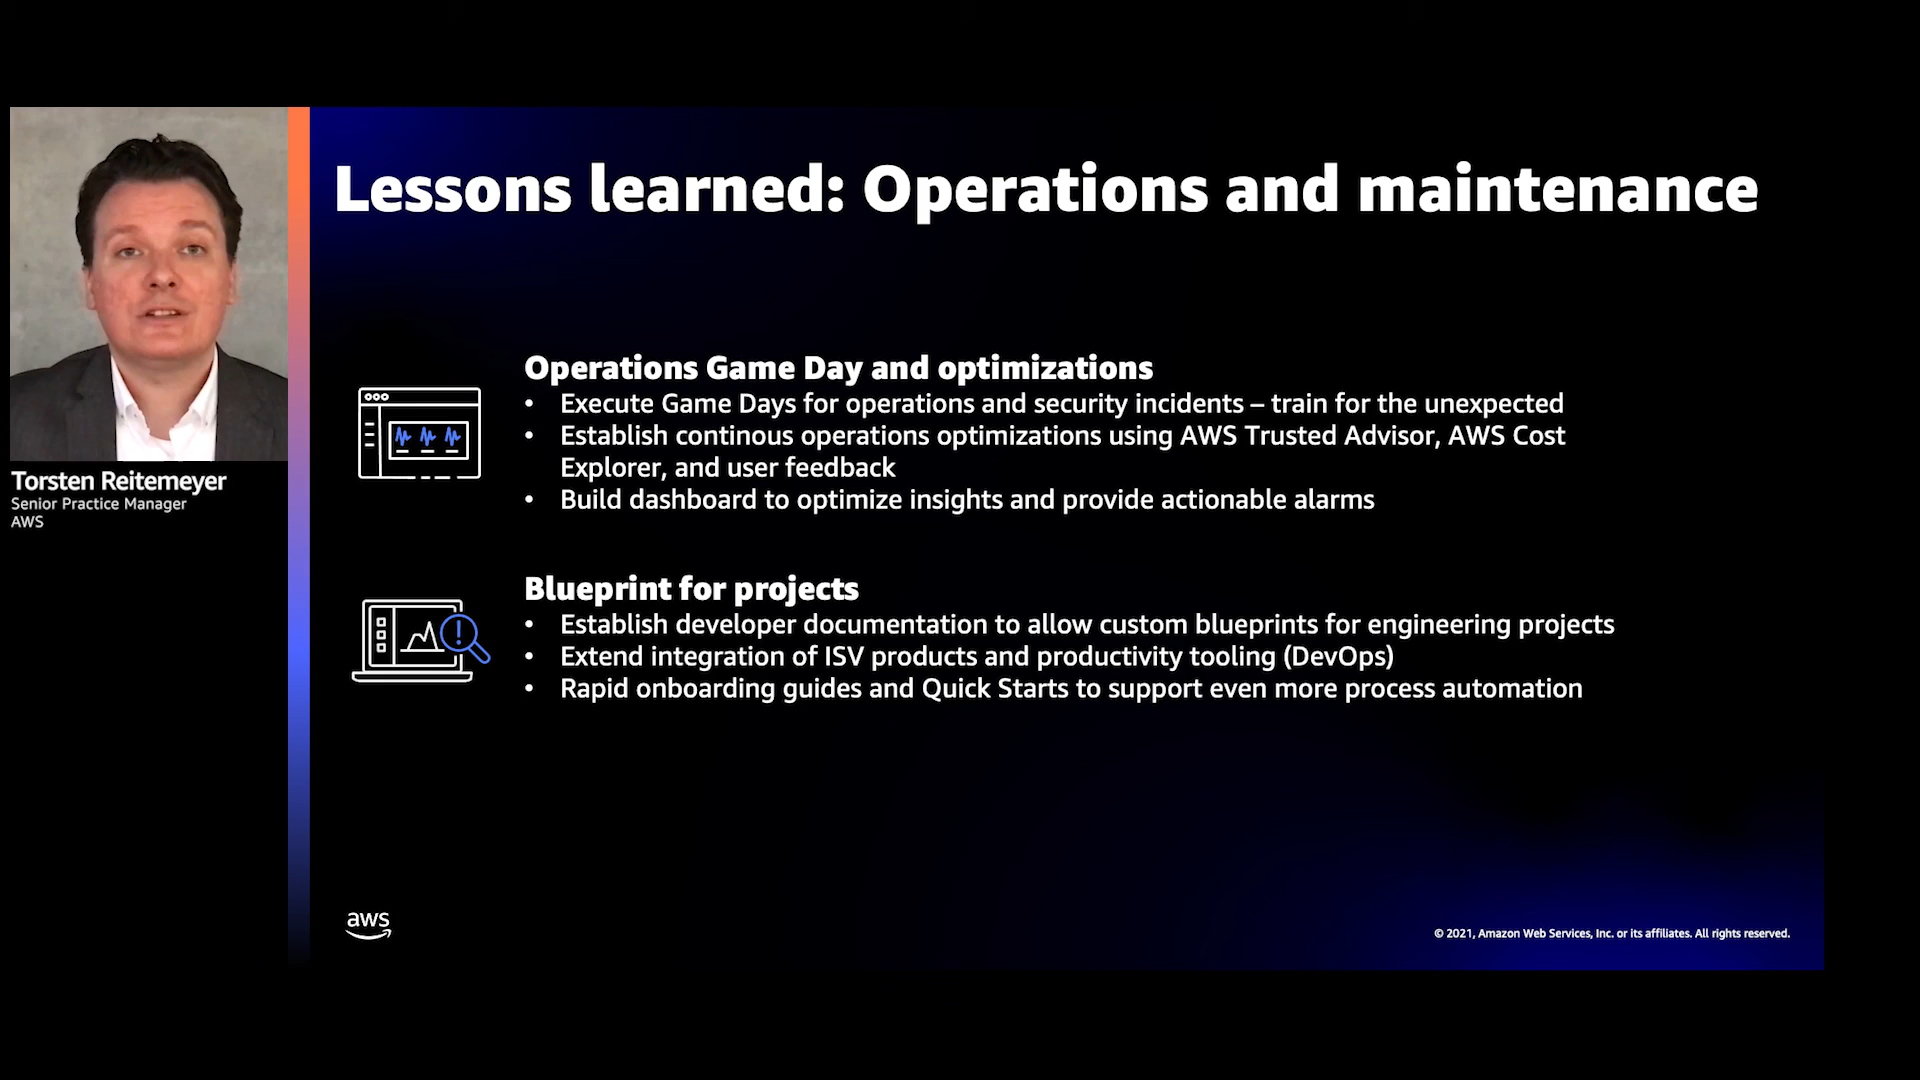 Lessons learned: Operations and maintenance
Operations Game Day and optimizations
• Execute Game Days for operations and security incidents – train for the unexpected
• Establish continous operations optimizations using AWS Trusted Advisor, AWS Cost
Explorer, and user feedback
• Build dashboard to optimize insights and provide actionable alarms
Blueprint for projects
• Establish developer documentation to allow custom blueprints for engineering projects
• Extend integration of ISV products and productivity tooling (DevOps)
• Rapid onboarding guides and Quick Starts to support even more process automation
Torsten Reitemeyer
Senior Practice Manager
AWS
aws
© 2021, Amazon Web Services, Inc. or its affiliates. All rights reserved.